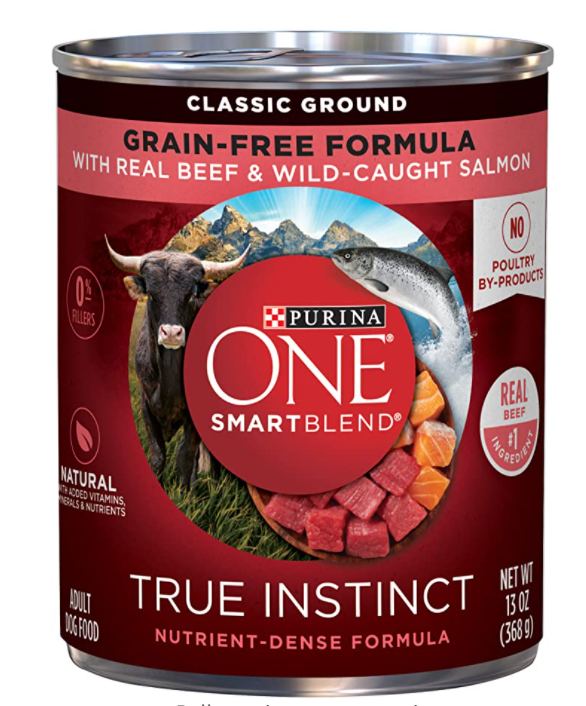 CLASSIC GROUND
GRAIN-FREE FORMULA
WITH REAL BEEF & WILD-CAUGHT SALMON
NO
POULTRY
BY-PRODUCTS
0%
FILLERS
PURINA
ONE®
SMARTBLEND®
REAL
BEEF
#1
INGREDIENT
NATURAL
WITH ADDED VITAMINS,
MINERALS & NUTRIENTS
TRUE INSTINCT
NUTRIENT-DENSE FORMULA
ADULT
DOG FOOD
NET WT
13 OZ
(368 g)